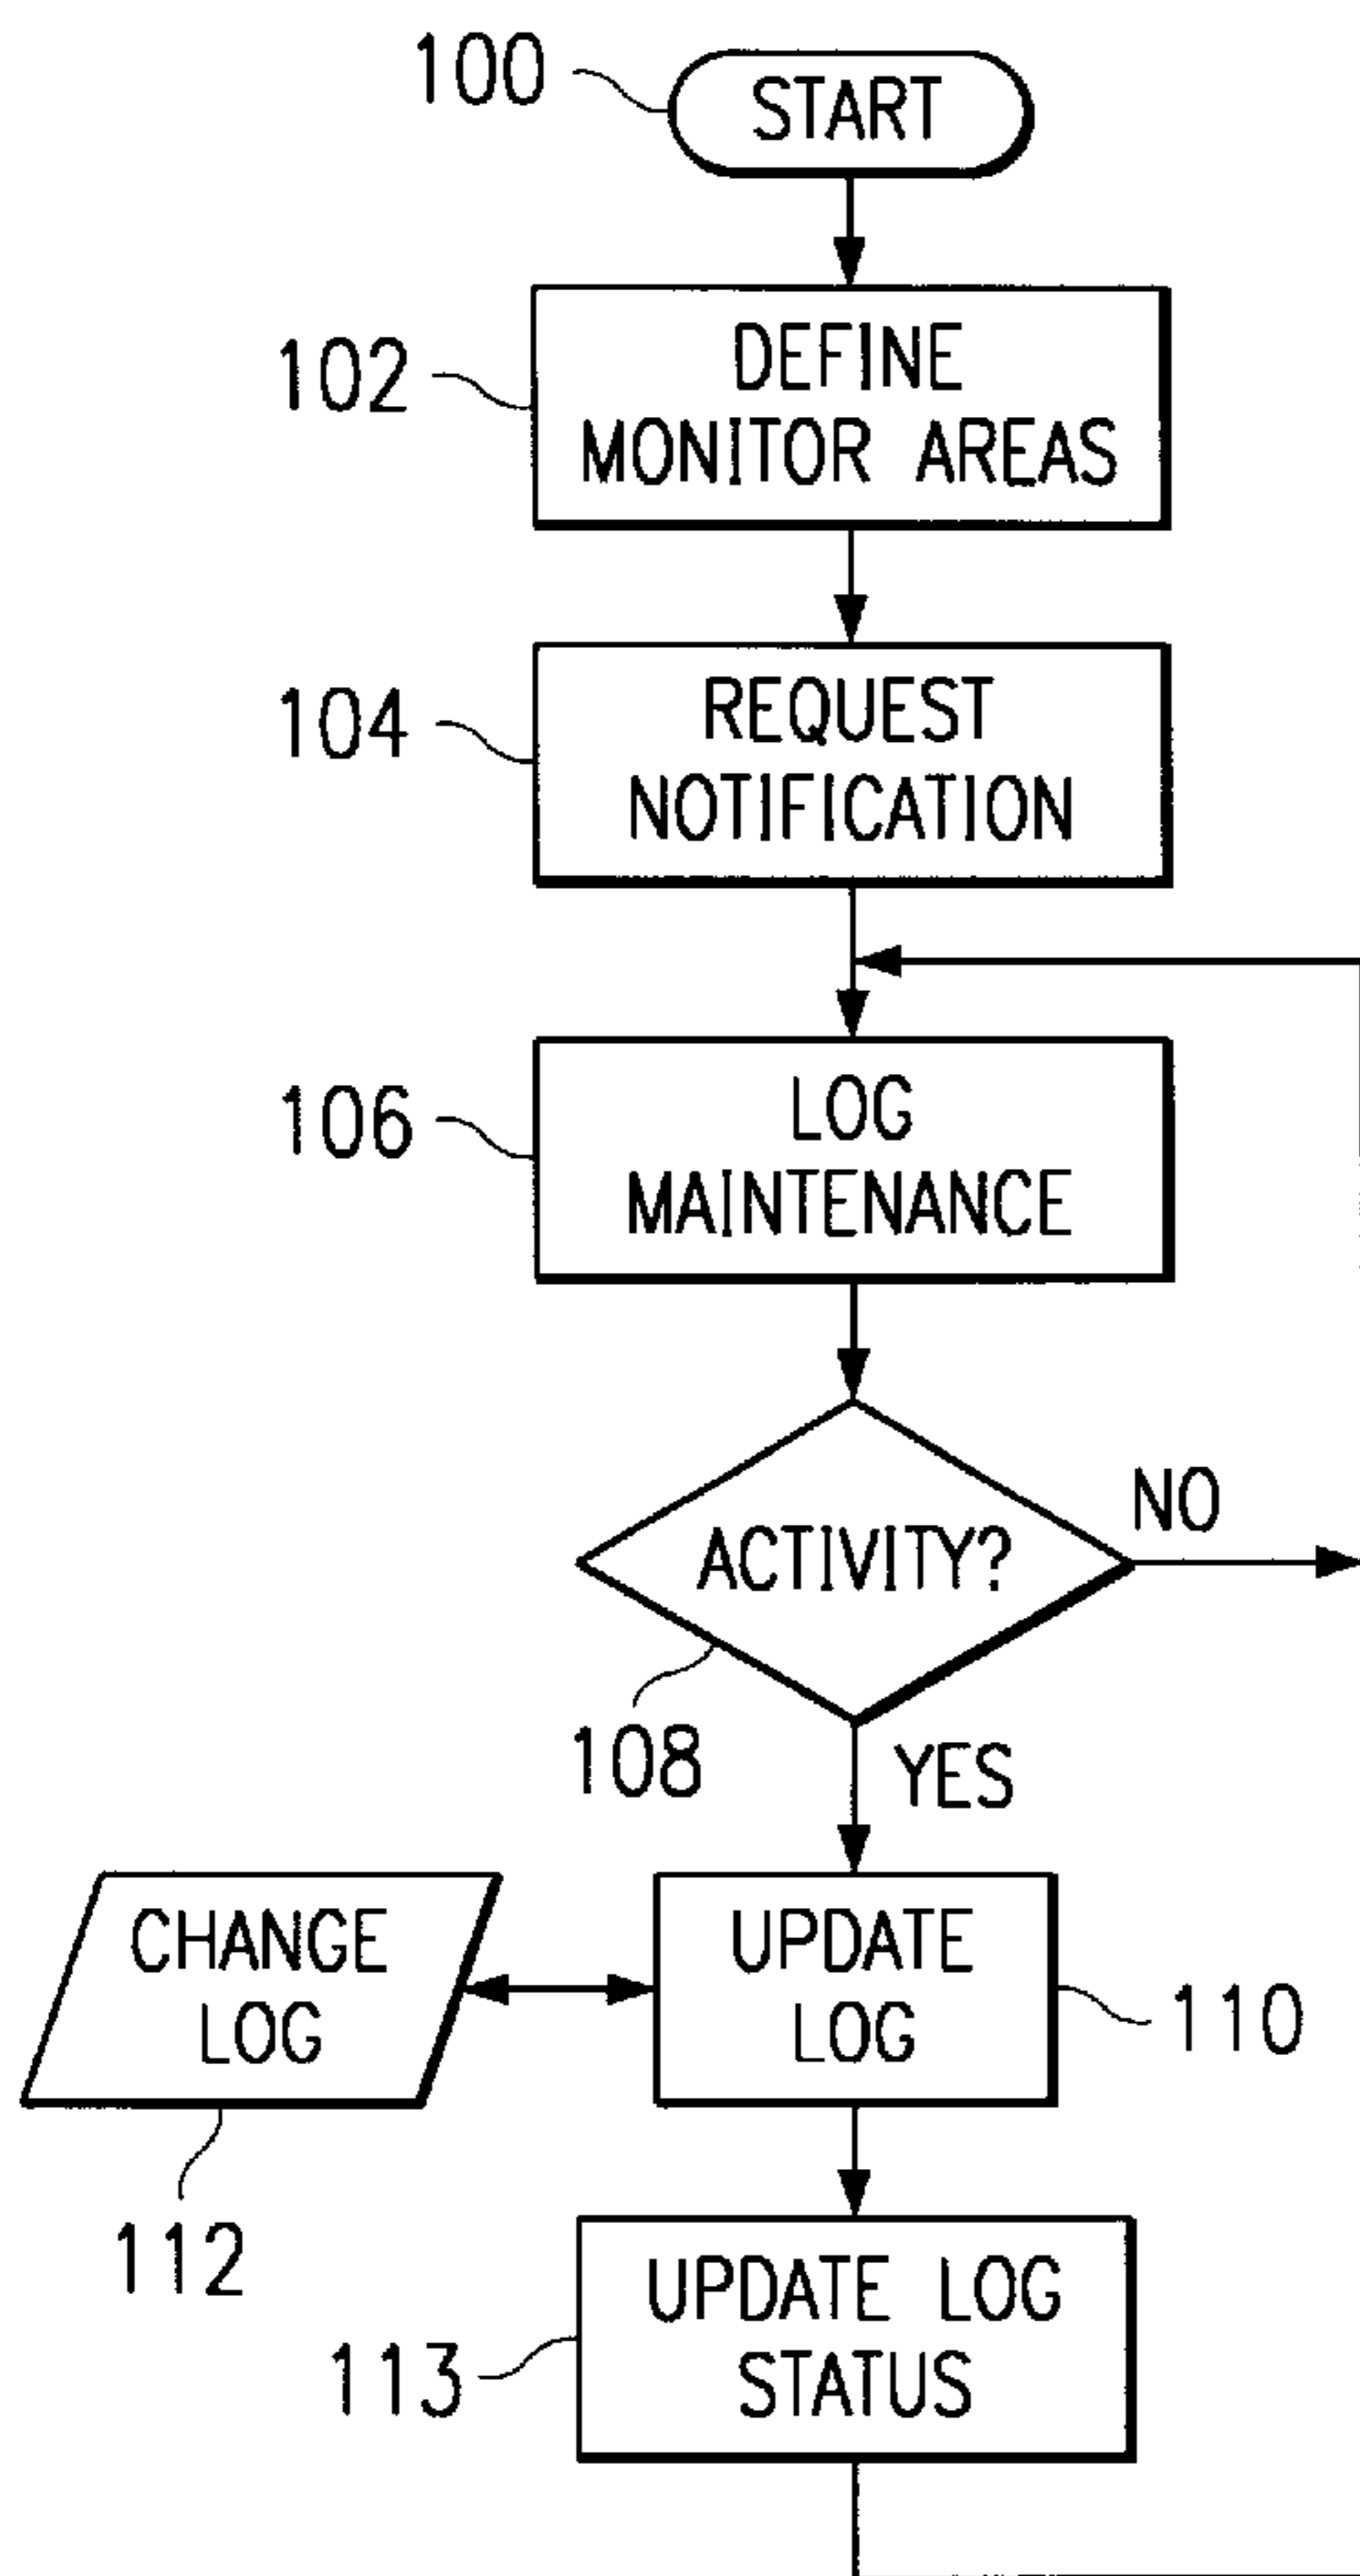 100
START
102
DEFINE
MONITOR AREAS
104
REQUEST
NOTIFICATION
106
LOG
MAINTENANCE
ACTIVITY?
NO
108
YES
CHANGE
LOG
UPDATE
LOG
110
112
UPDATE LOG
STATUS
113